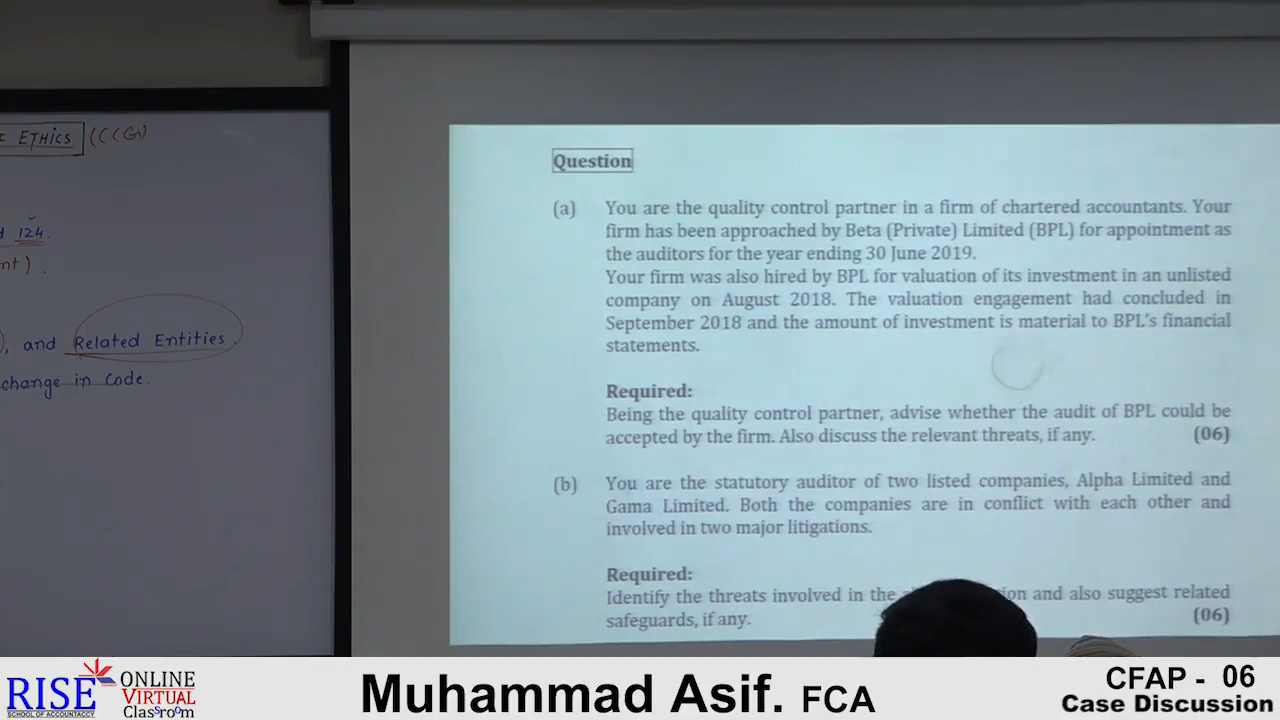 ETHICS (CCG)
124.
, and Related Entities.
change in code.
Question
(a) You are the quality control partner in a firm of chartered accountants. Your
firm has been approached by Beta (Private) Limited (BPL) for appointment as
the auditors for the year ending 30 June 2019.
Your firm was also hired by BPL for valuation of its investment in an unlisted
company on August 2018. The valuation engagement had concluded in
September 2018 and the amount of investment is material to BPL's financial
statements.
Required:
Being the quality control partner, advise whether the audit of BPL could be
accepted by the firm. Also discuss the relevant threats, if any. (06)
(b) You are the statutory auditor of two listed companies, Alpha Limited and
Gama Limited. Both the companies are in conflict with each other and
involved in two major litigations.
Required:
Identify the threats involved in the and also suggest related
safeguards, if any. (06)
RISE
SCHOOL OF ACCOUNTACY
ONLINE
VIRTUAL
Classroom
Muhammad Asif. FCA
CFAP - 06
Case Discussion